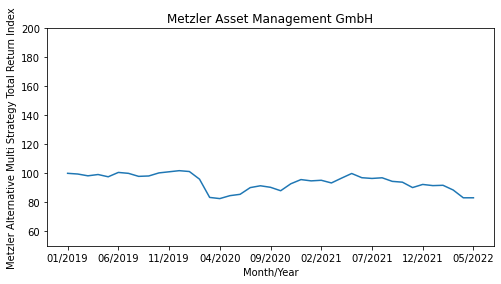 Metzler Asset Management GmbH
Metzler Alternative Multi Strategy Total Return Index
200
180
160
140
120
100
80
60
01/2019 06/2019 11/2019 04/2020 09/2020 02/2021 07/2021 12/2021 05/2022
Month/Year